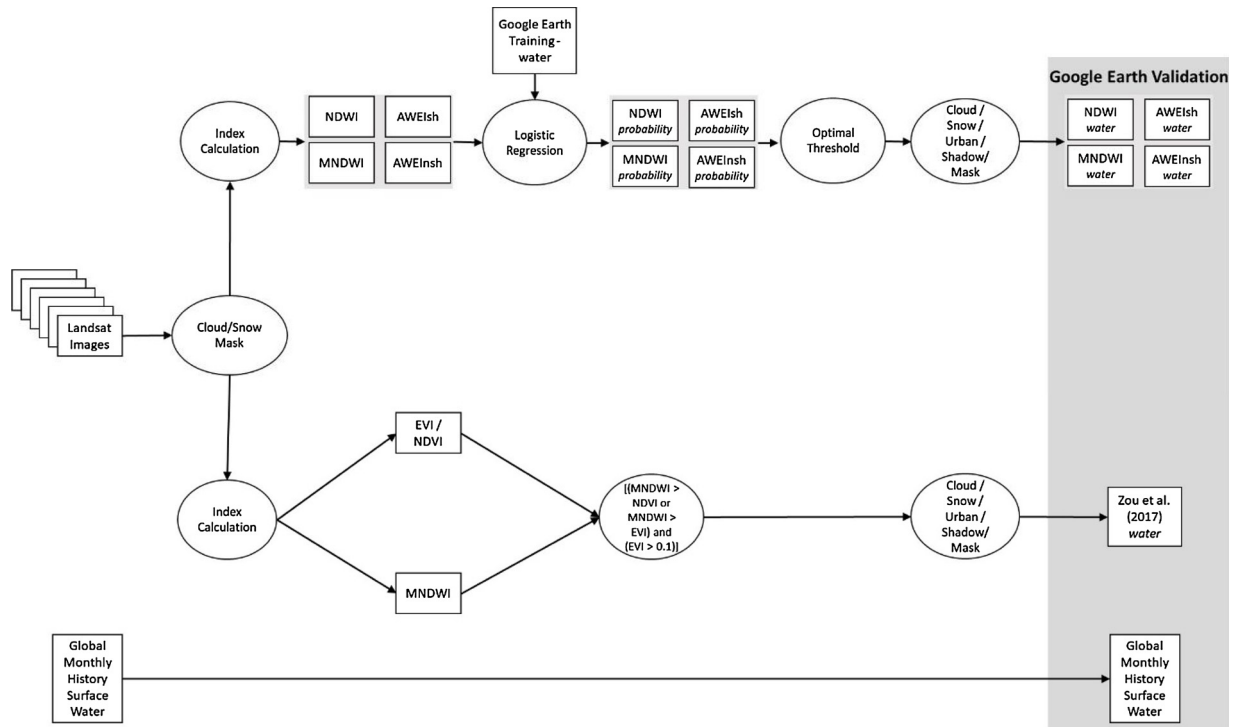 Google Earth
Training-
water
Google Earth Validation
Index
Calculation
NDWI
AWEIsh
MNDWI
AWEInsh
Logistic
Regression
NDWI
probability
AWEIsh
probability
MNDWI
probability
AWEInsh
probability
Optimal
Threshold
Cloud /
Snow /
Urban /
Shadow/
Mask
NDWI
water
AWEIsh
water
MNDWI
water
AWEInsh
water
Landsat
Images
Cloud/Snow
Mask
Index
Calculation
EVI /
NDVI
MNDWI
[(MNDWI >
NDVI or
MNDWI >
EVI) and
(EVI > 0.1)]
Cloud /
Snow /
Urban /
Shadow/
Mask
Zou et al.
(2017)
water
Global
Monthly
History
Surface
Water
Global
Monthly
History
Surface
Water